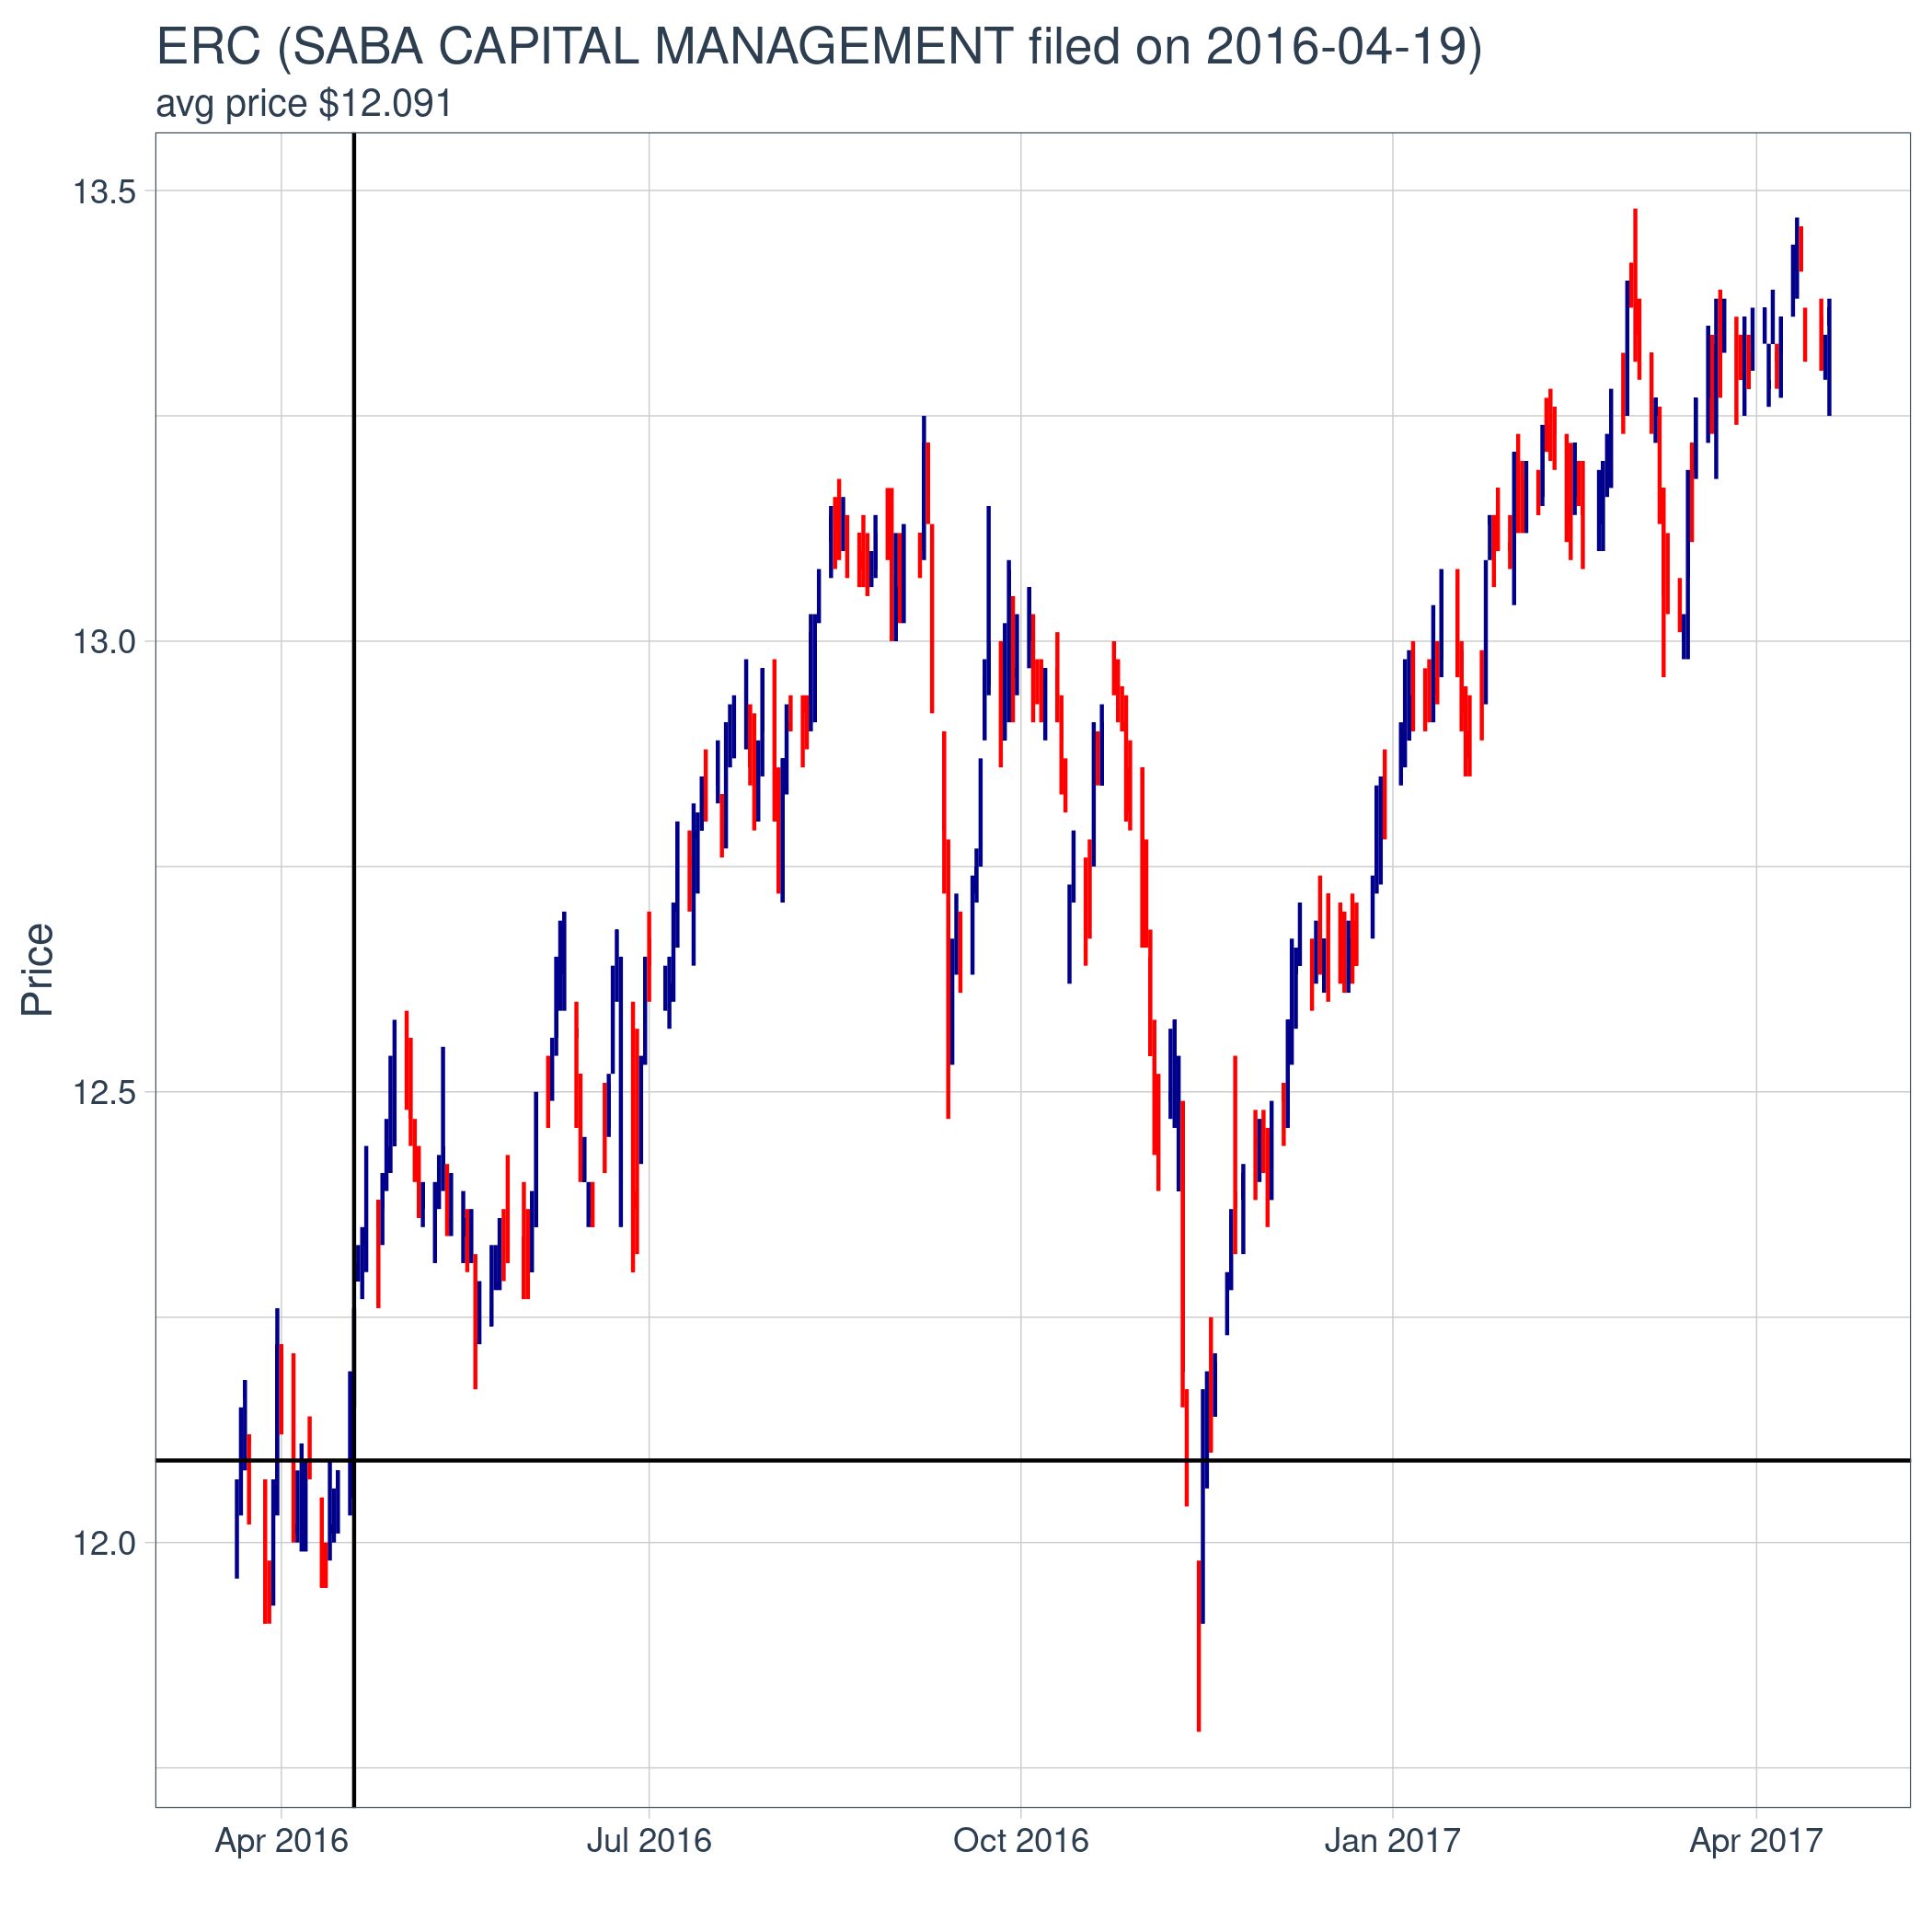 ERC (SABA CAPITAL MANAGEMENT filed on 2016-04-19)
avg price $12.091
13.5
13.0
12.5
12.0
Price
Apr 2016
Jul 2016
Oct 2016
Jan 2017
Apr 2017